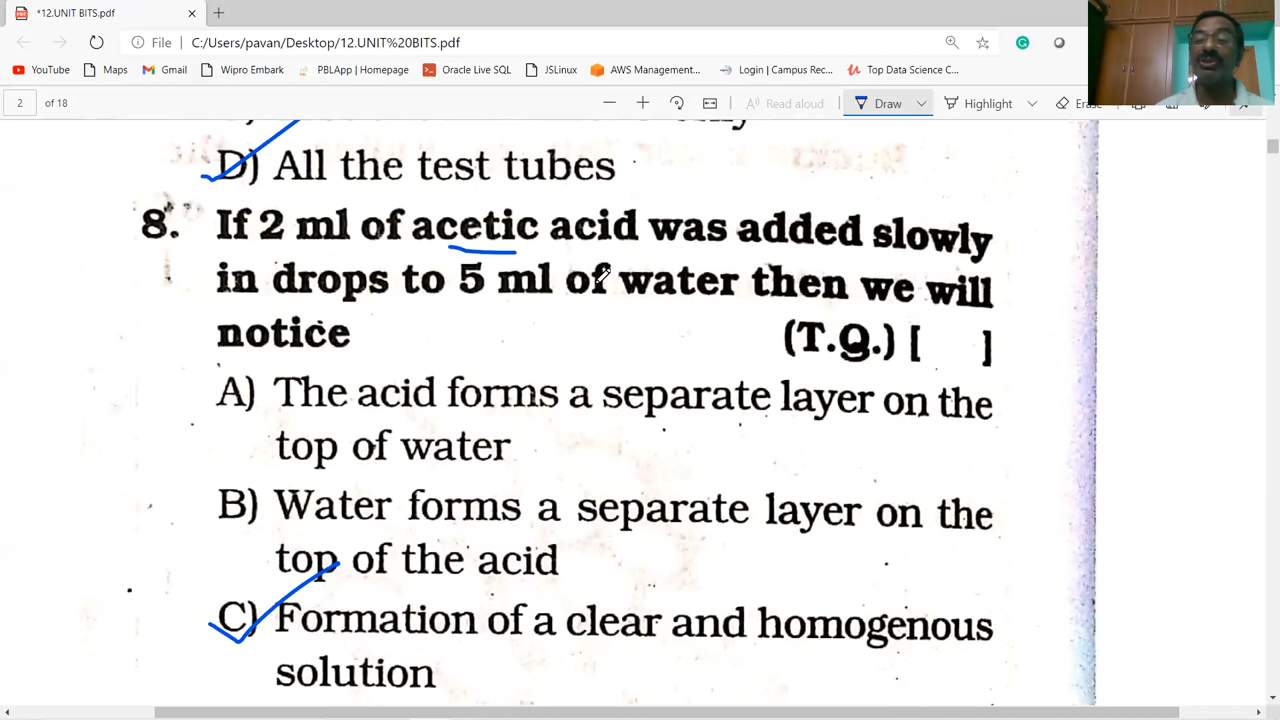 *12.UNIT BITS.pdf
File C:/Users/pavan/Desktop/12.UNIT%20BITS.pdf
YouTube Maps Gmail Wipro Embark PBLApp | Homepage Oracle Live SCL JSLinux AWS Management... Login | Campus Rec... Top Data Science C...
2 of 18 Read aloud Draw Highlight Erase
D) All the test tubes
8. If 2 ml of acetic acid was added slowly
in drops to 5 ml of water then we will
notice (T.Q.) [ ]
A) The acid forms a separate layer on the
top of water
B) Water forms a separate layer on the
top of the acid
C) Formation of a clear and homogenous
solution